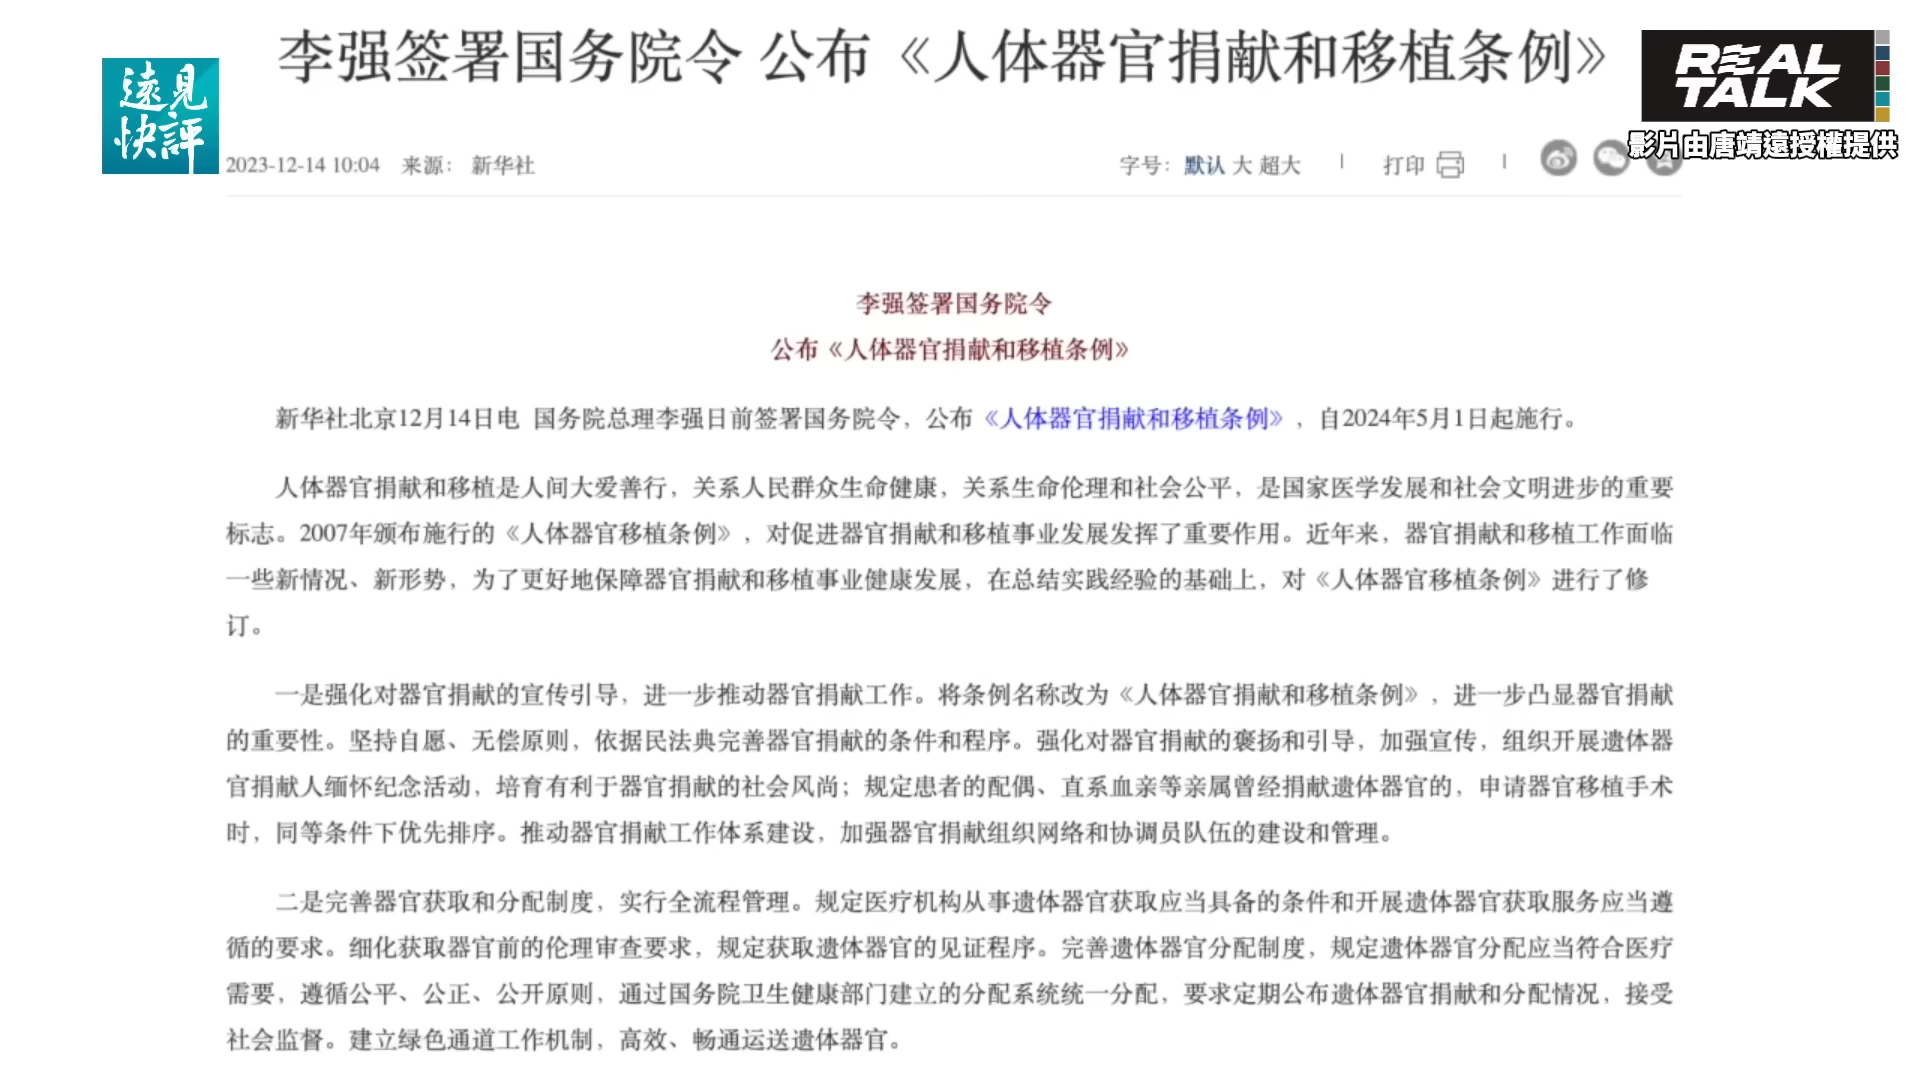 李强签署国务院令 公布《人体器官捐献和移植条例》
遠見
快評
REAL
TALK
影片由唐靖遠授權提供
2023-12-14 10:04 来源： 新华社
字号：默认 大 超大 | 打印 |
李强签署国务院令
公布《人体器官捐献和移植条例》
新华社北京12月14日电 国务院总理李强日前签署国务院令，公布《人体器官捐献和移植条例》，自2024年5月1日起施行。
人体器官捐献和移植是人间大爱善行，关系人民群众生命健康，关系生命伦理和社会公平，是国家医学发展和社会文明进步的重要
标志。2007年颁布施行的《人体器官移植条例》，对促进器官捐献和移植事业发展发挥了重要作用。近年来，器官捐献和移植工作面临
一些新情况、新形势，为了更好地保障器官捐献和移植事业健康发展，在总结实践经验的基础上，对《人体器官移植条例》进行了修
订。
一是强化对器官捐献的宣传引导，进一步推动器官捐献工作。将条例名称改为《人体器官捐献和移植条例》，进一步凸显器官捐献
的重要性。坚持自愿、无偿原则，依据民法典完善器官捐献的条件和程序。强化对器官捐献的褒扬和引导，加强宣传，组织开展遗体器
官捐献人缅怀纪念活动，培育有利于器官捐献的社会风尚；规定患者的配偶、直系血亲等亲属曾经捐献遗体器官的，申请器官移植手术
时，同等条件下优先排序。推动器官捐献工作体系建设，加强器官捐献组织网络和协调员队伍的建设和管理。
二是完善器官获取和分配制度，实行全流程管理。规定医疗机构从事遗体器官获取应当具备的条件和开展遗体器官获取服务应当遵
循的要求。细化获取器官前的伦理审查要求，规定获取遗体器官的见证程序。完善遗体器官分配制度，规定遗体器官分配应当符合医疗
需要，遵循公平、公正、公开原则，通过国务院卫生健康部门建立的分配系统统一分配，要求定期公布遗体器官捐献和分配情况，接受
社会监督。建立绿色通道工作机制，高效、畅通运送遗体器官。